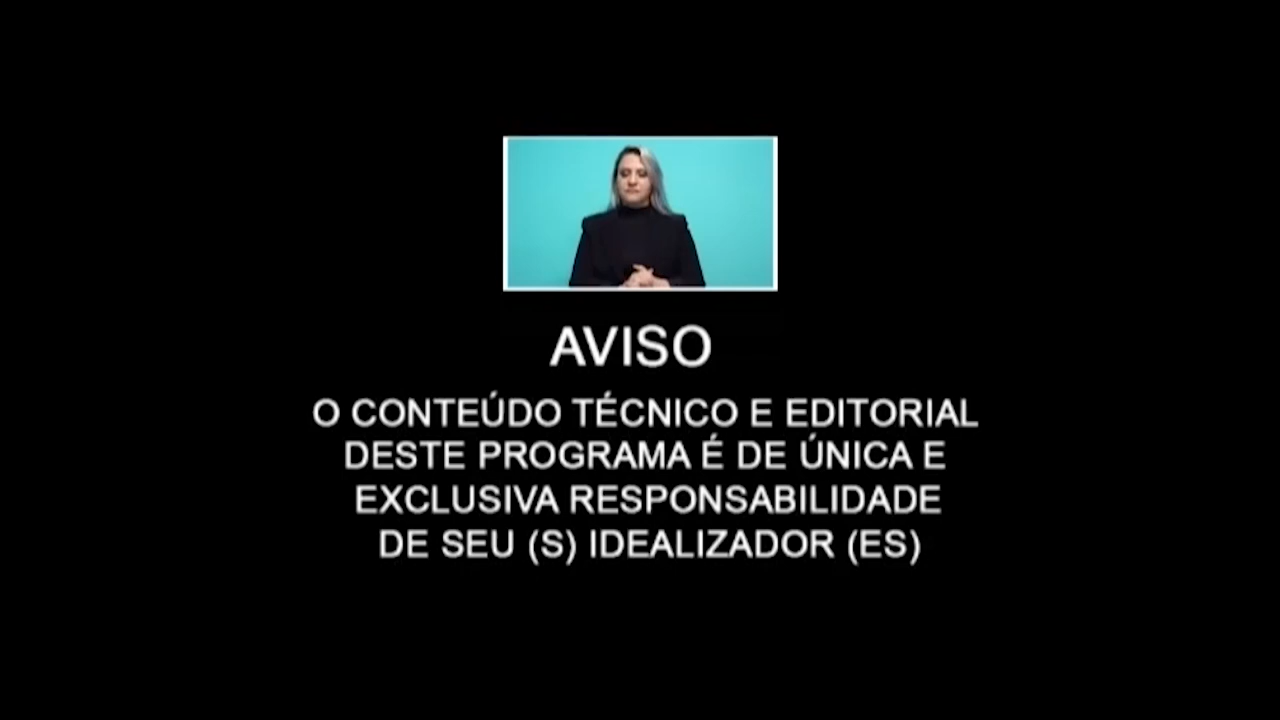 AVISO
O CONTEÚDO TÉCNICO E EDITORIAL
DESTE PROGRAMA É DE ÚNICA E
EXCLUSIVA RESPONSABILIDADE
DE SEU (S) IDEALIZADOR (ES)